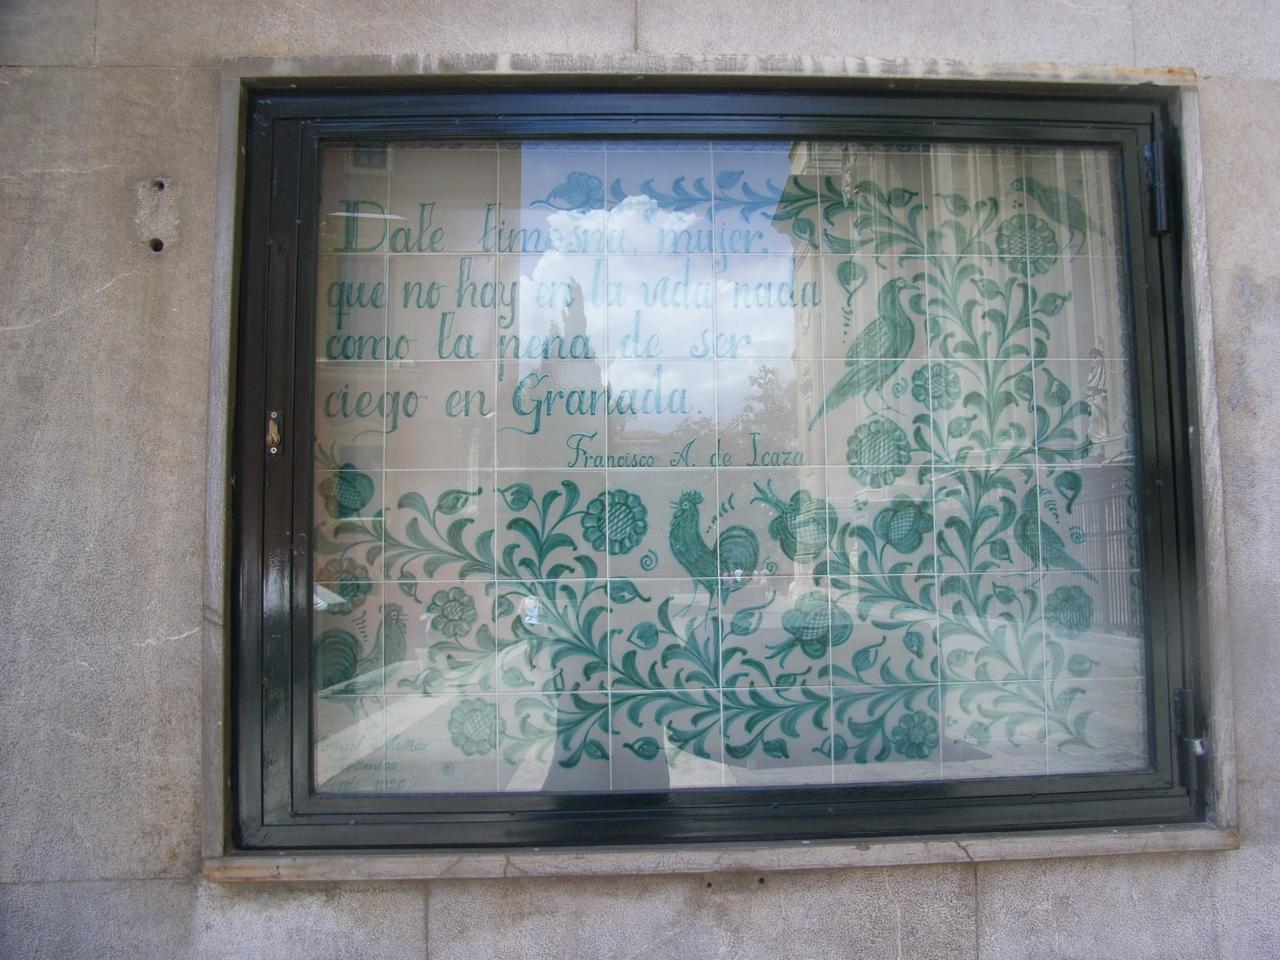 Dale limosna, mujer,
que no hay en la vida nada
como la pena de ser
ciego en Granada.
Francisco A. de Icaza
Muñoz